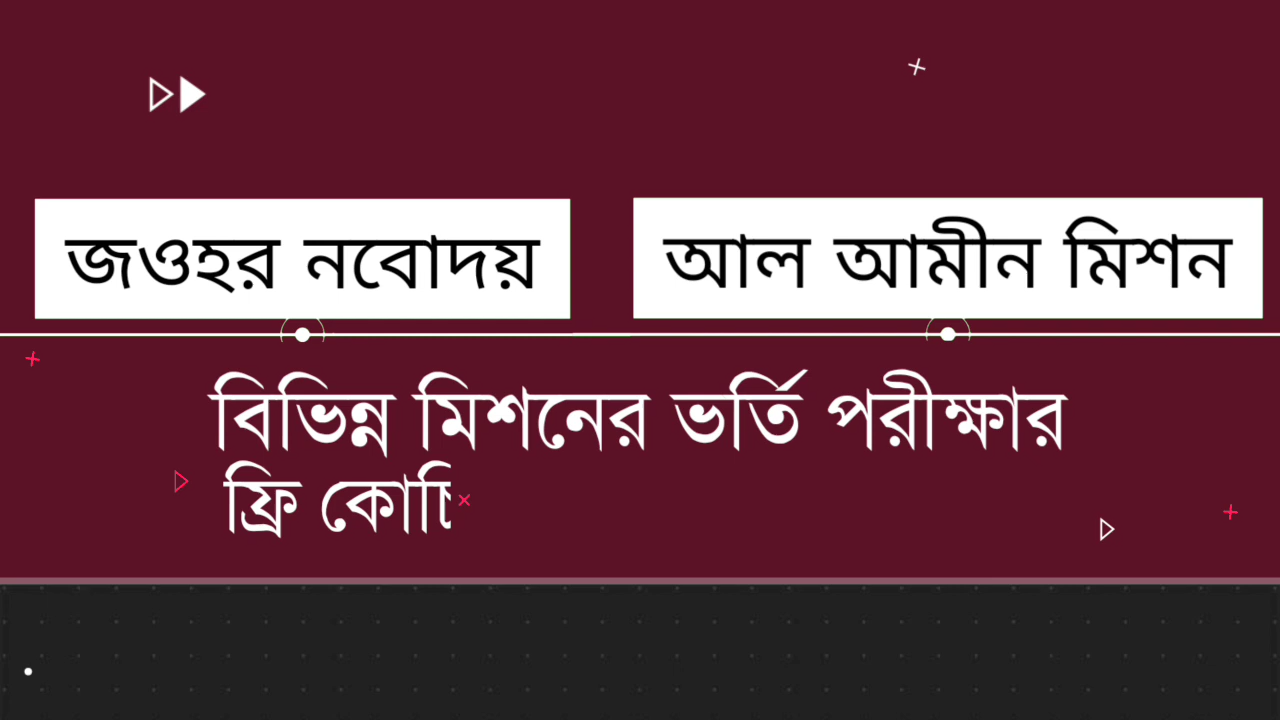 জওহর নবোদয়
আল আমীন মিশন
বিভিন্ন মিশনের ভর্তি পরীক্ষার
ফ্রি